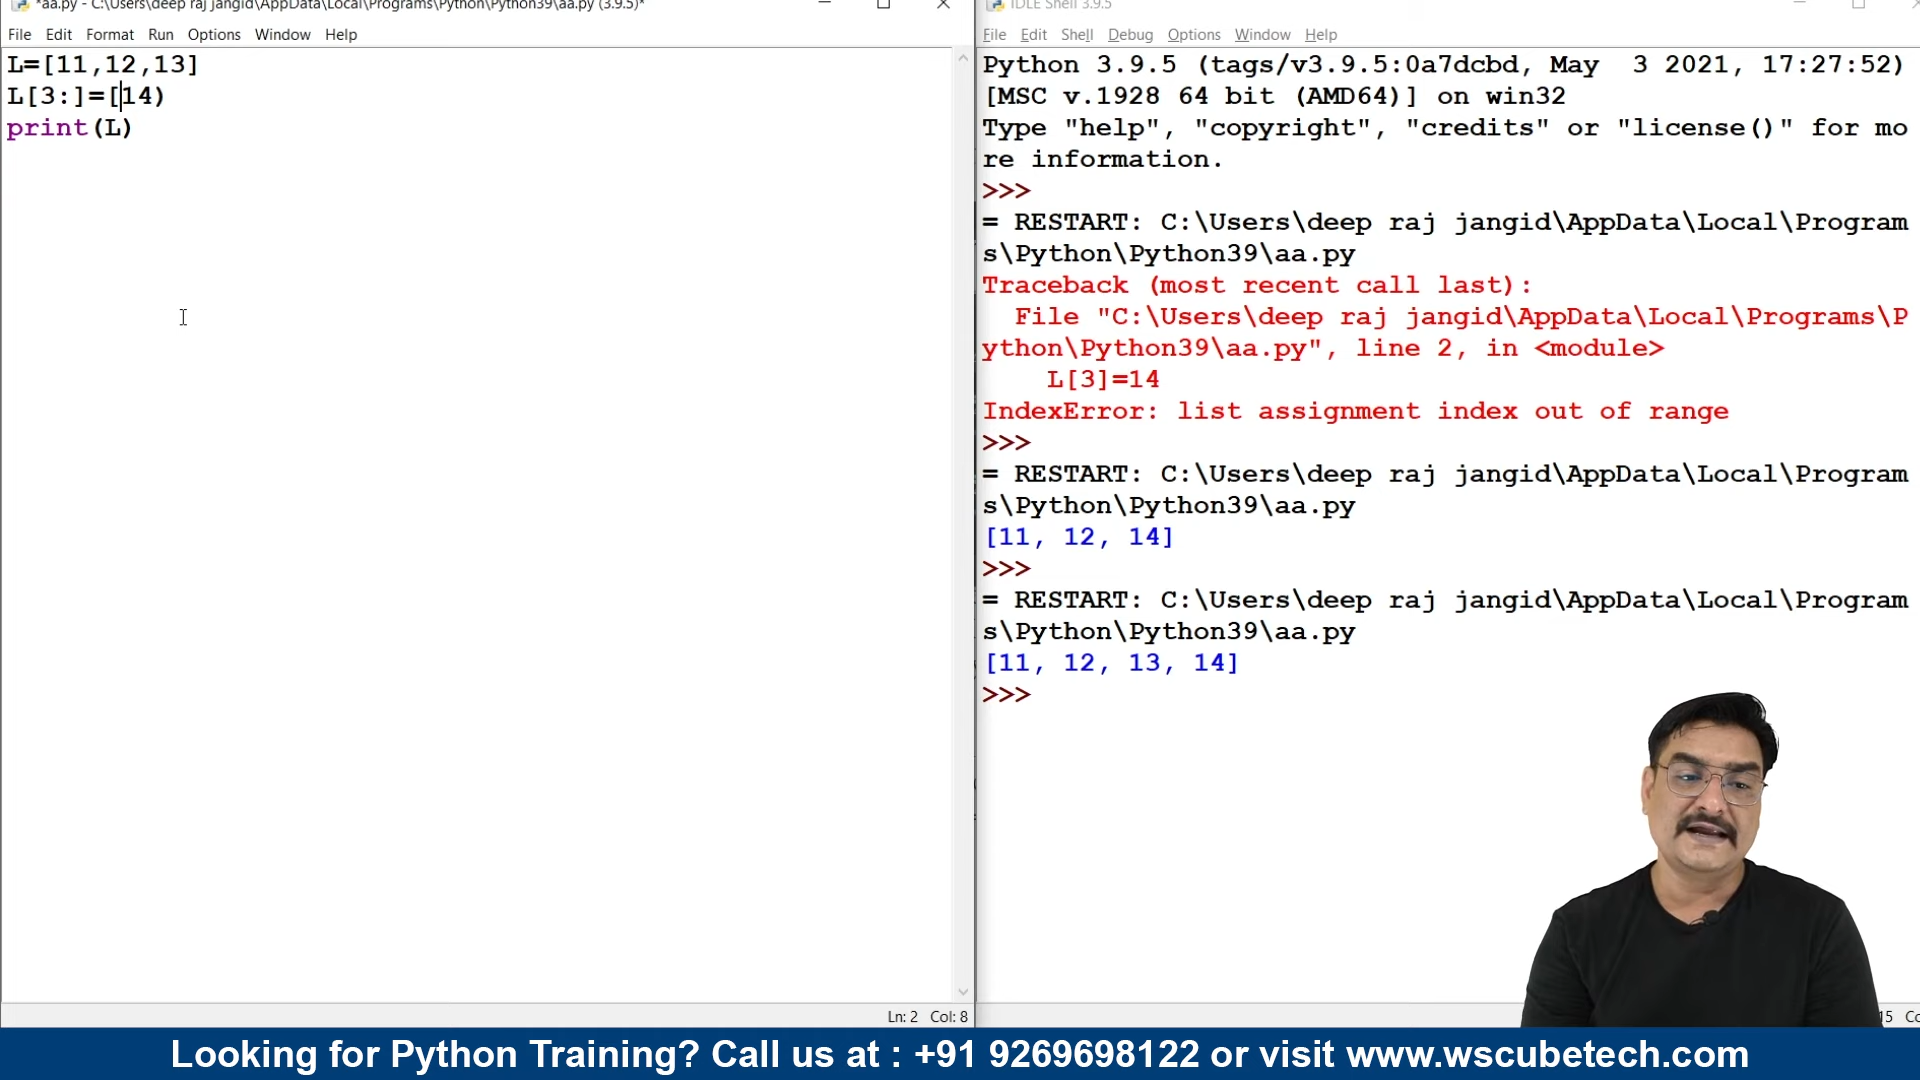 *aa.py - C:\Users\deep raj jangid\AppData\Local\Programs\Python\Python39\aa.py (3.9.5)*
File Edit Format Run Options Window Help
L=[11,12,13]
L[3:]=[14)
print(L)
Ln: 2 Col: 8
IDLE Shell 3.9.5
File Edit Shell Debug Options Window Help
Python 3.9.5 (tags/v3.9.5:0a7dcbd, May  3 2021, 17:27:52)
[MSC v.1928 64 bit (AMD64)] on win32
Type "help", "copyright", "credits" or "license()" for mo
re information.
>>>
= RESTART: C:\Users\deep raj jangid\AppData\Local\Program
s\Python\Python39\aa.py
Traceback (most recent call last):
  File "C:\Users\deep raj jangid\AppData\Local\Programs\P
ython\Python39\aa.py", line 2, in <module>
    L[3]=14
IndexError: list assignment index out of range
>>>
= RESTART: C:\Users\deep raj jangid\AppData\Local\Program
s\Python\Python39\aa.py
[11, 12, 14]
>>>
= RESTART: C:\Users\deep raj jangid\AppData\Local\Program
s\Python\Python39\aa.py
[11, 12, 13, 14]
>>>
15 Co
Looking for Python Training? Call us at : +91 9269698122 or visit www.wscubetech.com